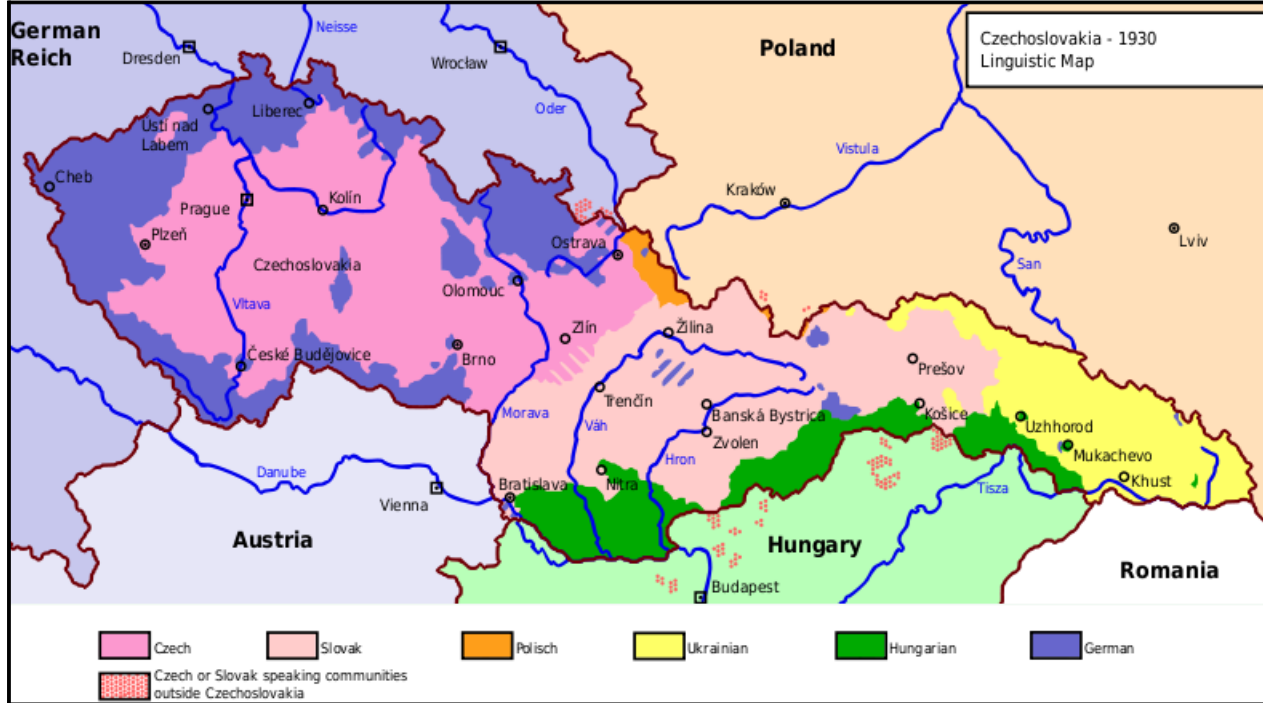 German
Reich
Neisse
Dresden
Wrocław
Poland
Czechoslovakia - 1930
Linguistic Map
Oder
Liberec
Ústí nad
Labem
Vistula
Cheb
Kraków
Prague
Kolín
Plzeň
Ostrava
Lviv
Czechoslovakia
San
Olomouc
Vltava
Zlín
Žilina
České Budějovice
Brno
Prešov
Trenčín
Morava
Váh
Banská Bystrica
Košice
Uzhhorod
Zvolen
Mukachevo
Hron
Danube
Nitra
Khust
Bratislava
Tisza
Vienna
Austria
Hungary
Romania
Budapest
Czech
Slovak
Polisch
Ukrainian
Hungarian
German
Czech or Slovak speaking communities
outside Czechoslovakia